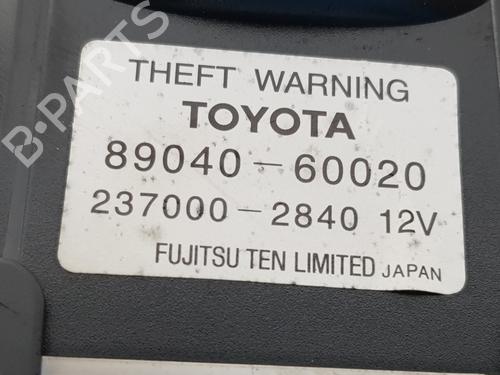 THEFT WARNING
TOYOTA
89040-60020
237000-2840 12V
FUJITSU TEN LIMITED JAPAN
B-PARTS